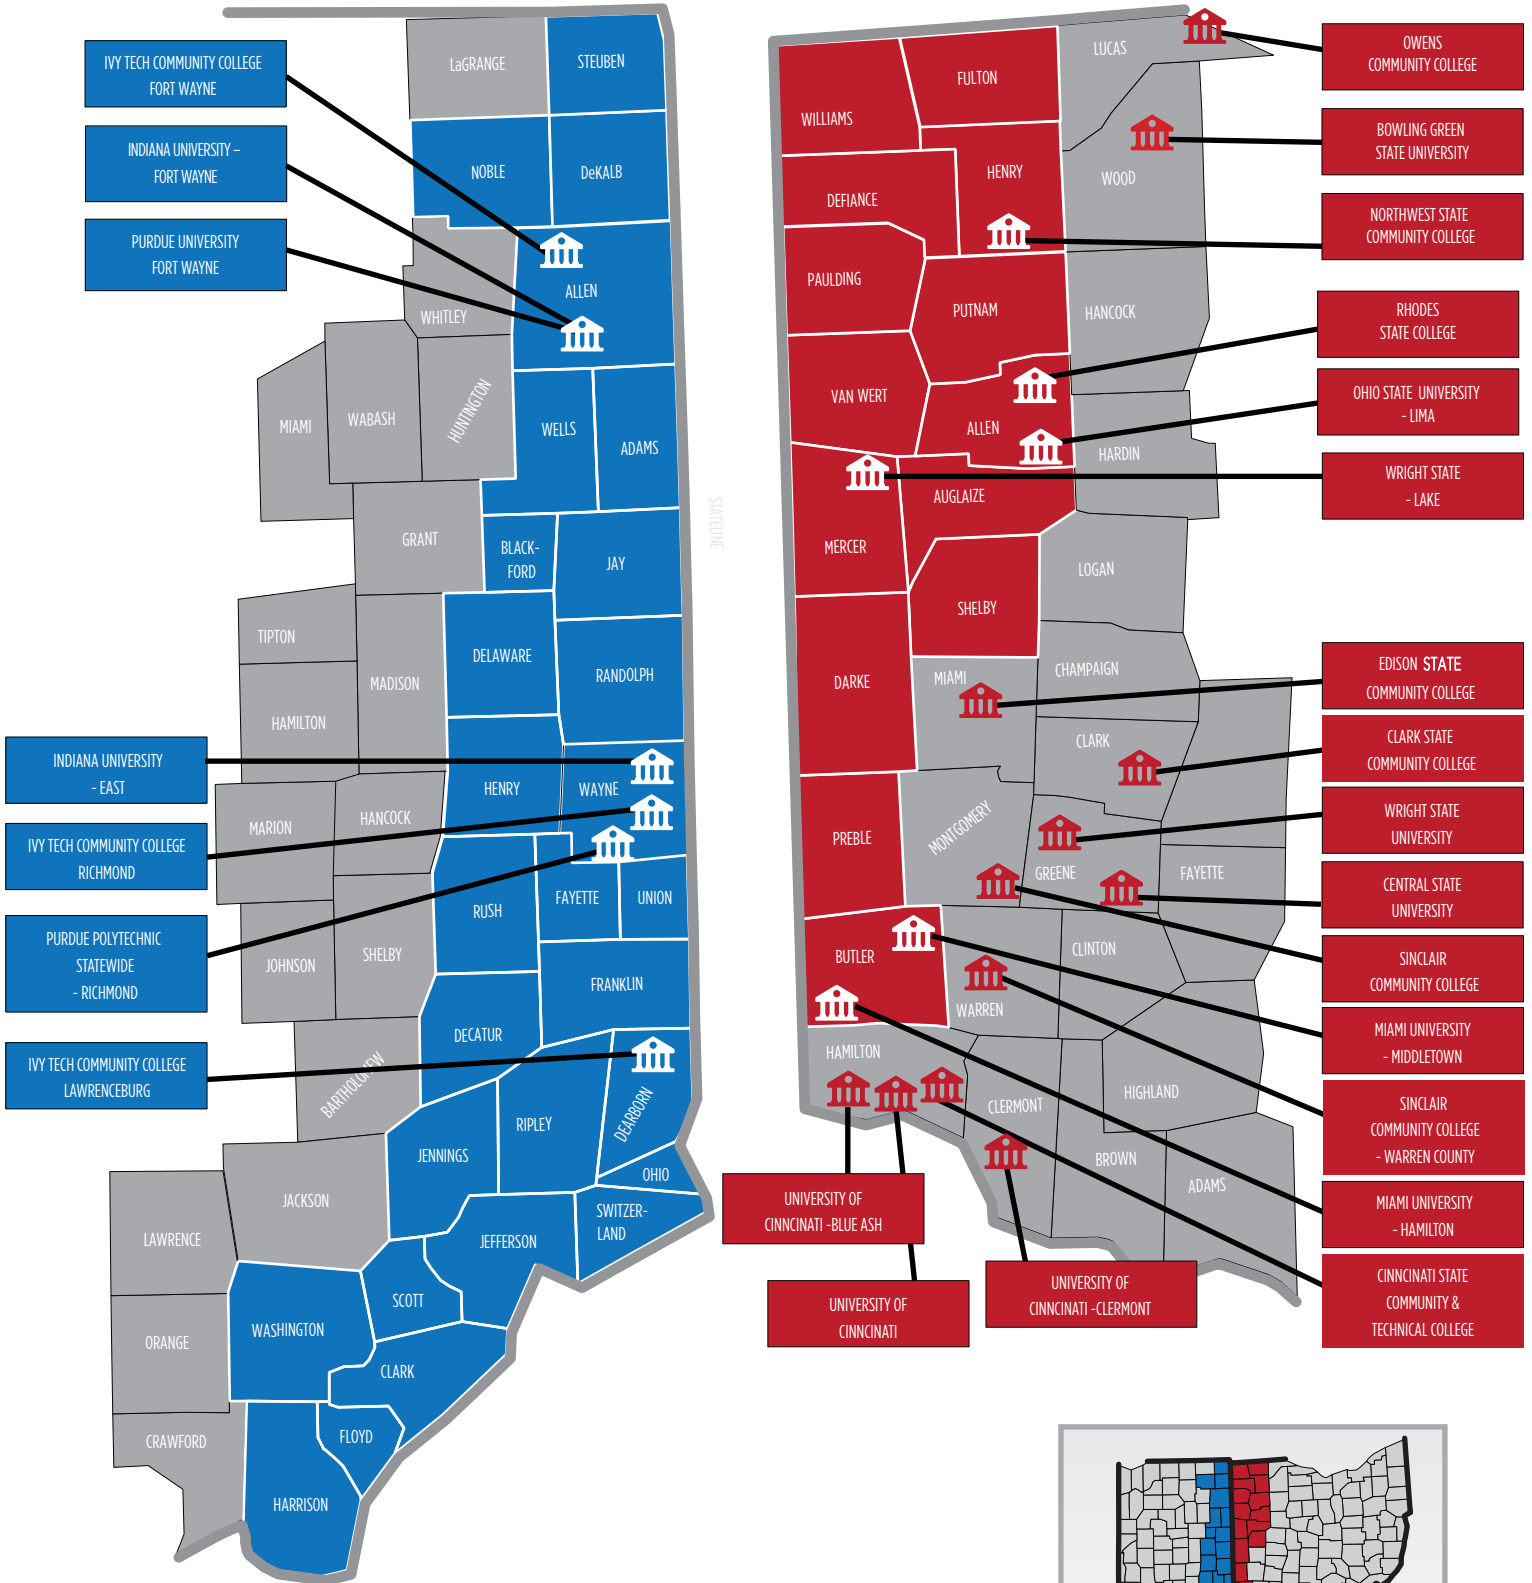 IVY TECH COMMUNITY COLLEGE
FORT WAYNE
INDIANA UNIVERSITY –
FORT WAYNE
PURDUE UNIVERSITY
FORT WAYNE
INDIANA UNIVERSITY
- EAST
IVY TECH COMMUNITY COLLEGE
RICHMOND
PURDUE POLYTECHNIC
STATEWIDE
- RICHMOND
IVY TECH COMMUNITY COLLEGE
LAWRENCEBURG
LaGRANGE
STEUBEN
NOBLE
DeKALB
ALLEN
WHITLEY
HUNTINGTON
WABASH
MIAMI
WELLS
ADAMS
GRANT
BLACK-
FORD
JAY
TIPTON
MADISON
DELAWARE
RANDOLPH
HAMILTON
HENRY
WAYNE
MARION
HANCOCK
RUSH
FAYETTE
UNION
JOHNSON
SHELBY
FRANKLIN
DECATUR
BARTHOLOMEW
RIPLEY
DEARBORN
JENNINGS
OHIO
SWITZER-
LAND
JACKSON
JEFFERSON
LAWRENCE
SCOTT
WASHINGTON
ORANGE
CLARK
CRAWFORD
FLOYD
HARRISON
STATELINE
LUCAS
FULTON
WILLIAMS
HENRY
WOOD
DEFIANCE
PAULDING
PUTNAM
HANCOCK
VAN WERT
ALLEN
HARDIN
AUGLAIZE
MERCER
LOGAN
SHELBY
DARKE
MIAMI
CHAMPAIGN
CLARK
MONTGOMERY
PREBLE
GREENE
FAYETTE
BUTLER
WARREN
CLINTON
HAMILTON
CLERMONT
HIGHLAND
BROWN
ADAMS
OWENS
COMMUNITY COLLEGE
BOWLING GREEN
STATE UNIVERSITY
NORTHWEST STATE
COMMUNITY COLLEGE
RHODES
STATE COLLEGE
OHIO STATE UNIVERSITY
- LIMA
WRIGHT STATE
- LAKE
EDISON STATE
COMMUNITY COLLEGE
CLARK STATE
COMMUNITY COLLEGE
WRIGHT STATE
UNIVERSITY
CENTRAL STATE
UNIVERSITY
SINCLAIR
COMMUNITY COLLEGE
MIAMI UNIVERSITY
- MIDDLETOWN
SINCLAIR
COMMUNITY COLLEGE
- WARREN COUNTY
MIAMI UNIVERSITY
- HAMILTON
CINNCINATI STATE
COMMUNITY &
TECHNICAL COLLEGE
UNIVERSITY OF
CINNCINATI -BLUE ASH
UNIVERSITY OF
CINNCINATI
UNIVERSITY OF
CINNCINATI -CLERMONT